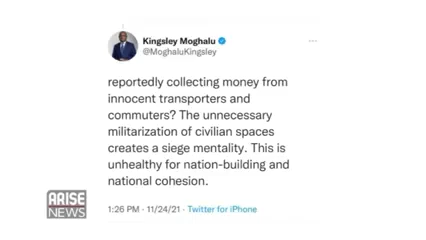 Kingsley Moghalu
@MoghaluKingsley
reportedly collecting money from
innocent transporters and
commuters? The unnecessary
militarization of civilian spaces
creates a siege mentality. This is
unhealthy for nation-building and
national cohesion.
1:26 PM · 11/24/21 · Twitter for iPhone
ARISE
NEWS